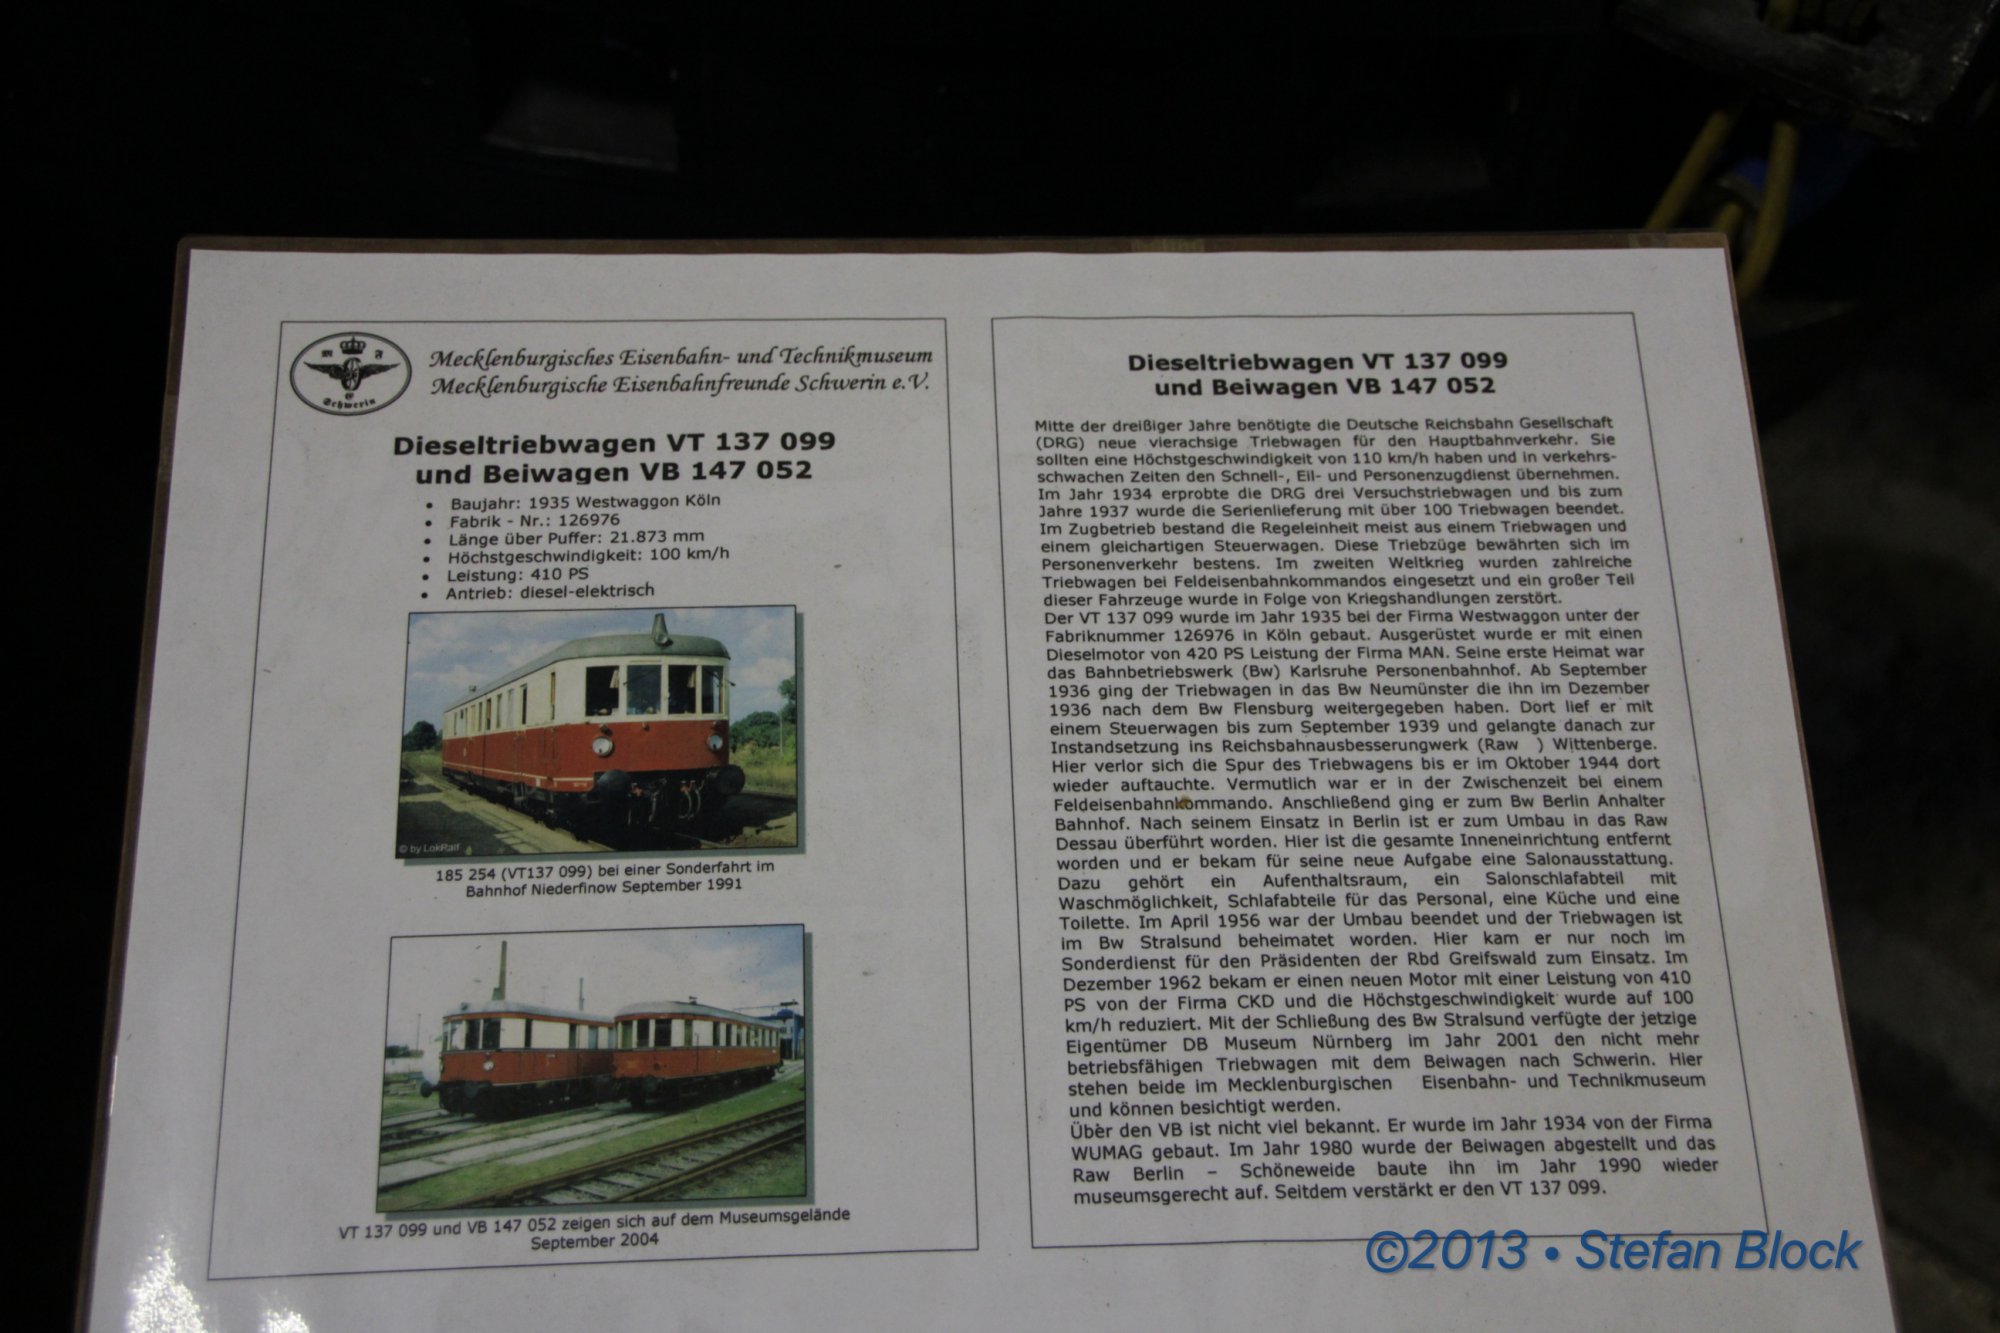 M E F
Schwerin
Mecklenburgisches Eisenbahn- und Technikmuseum
Mecklenburgische Eisenbahnfreunde Schwerin e.V.
Dieseltriebwagen VT 137 099
und Beiwagen VB 147 052
• Baujahr: 1935 Westwaggon Köln
• Fabrik - Nr.: 126976
• Länge über Puffer: 21.873 mm
• Höchstgeschwindigkeit: 100 km/h
• Leistung: 410 PS
• Antrieb: diesel-elektrisch
© by LokRalf
185 254 (VT137 099) bei einer Sonderfahrt im
Bahnhof Niederfinow September 1991
VT 137 099 und VB 147 052 zeigen sich auf dem Museumsgelände
September 2004
Dieseltriebwagen VT 137 099
und Beiwagen VB 147 052
Mitte der dreißiger Jahre benötigte die Deutsche Reichsbahn Gesellschaft
(DRG) neue vierachsige Triebwagen für den Hauptbahnverkehr. Sie
sollten eine Höchstgeschwindigkeit von 110 km/h haben und in verkehrs-
schwachen Zeiten den Schnell-, Eil- und Personenzugdienst übernehmen.
Im Jahr 1934 erprobte die DRG drei Versuchstriebwagen und bis zum
Jahre 1937 wurde die Serienlieferung mit über 100 Triebwagen beendet.
Im Zugbetrieb bestand die Regeleinheit meist aus einem Triebwagen und
einem gleichartigen Steuerwagen. Diese Triebzüge bewährten sich im
Personenverkehr bestens. Im zweiten Weltkrieg wurden zahlreiche
Triebwagen bei Feldeisenbahnkommandos eingesetzt und ein großer Teil
dieser Fahrzeuge wurde in Folge von Kriegshandlungen zerstört.
Der VT 137 099 wurde im Jahr 1935 bei der Firma Westwaggon unter der
Fabriknummer 126976 in Köln gebaut. Ausgerüstet wurde er mit einen
Dieselmotor von 420 PS Leistung der Firma MAN. Seine erste Heimat war
das Bahnbetriebswerk (Bw) Karlsruhe Personenbahnhof. Ab September
1936 ging der Triebwagen in das Bw Neumünster die ihn im Dezember
1936 nach dem Bw Flensburg weitergegeben haben. Dort lief er mit
einem Steuerwagen bis zum September 1939 und gelangte danach zur
Instandsetzung ins Reichsbahnausbesserungwerk (Raw ) Wittenberge.
Hier verlor sich die Spur des Triebwagens bis er im Oktober 1944 dort
wieder auftauchte. Vermutlich war er in der Zwischenzeit bei einem
Feldeisenbahnkommando. Anschließend ging er zum Bw Berlin Anhalter
Bahnhof. Nach seinem Einsatz in Berlin ist er zum Umbau in das Raw
Dessau überführt worden. Hier ist die gesamte Inneneinrichtung entfernt
worden und er bekam für seine neue Aufgabe eine Salonausstattung.
Dazu gehört ein Aufenthaltsraum, ein Salonschlafabteil mit
Waschmöglichkeit, Schlafabteile für das Personal, eine Küche und eine
Toilette. Im April 1956 war der Umbau beendet und der Triebwagen ist
im Bw Stralsund beheimatet worden. Hier kam er nur noch im
Sonderdienst für den Präsidenten der Rbd Greifswald zum Einsatz. Im
Dezember 1962 bekam er einen neuen Motor mit einer Leistung von 410
PS von der Firma CKD und die Höchstgeschwindigkeit wurde auf 100
km/h reduziert. Mit der Schließung des Bw Stralsund verfügte der jetzige
Eigentümer DB Museum Nürnberg im Jahr 2001 den nicht mehr
betriebsfähigen Triebwagen mit dem Beiwagen nach Schwerin. Hier
stehen beide im Mecklenburgischen Eisenbahn- und Technikmuseum
und können besichtigt werden.
Über den VB ist nicht viel bekannt. Er wurde im Jahr 1934 von der Firma
WUMAG gebaut. Im Jahr 1980 wurde der Beiwagen abgestellt und das
Raw Berlin – Schöneweide baute ihn im Jahr 1990 wieder
museumsgerecht auf. Seitdem verstärkt er den VT 137 099.
©2013 • Stefan Block